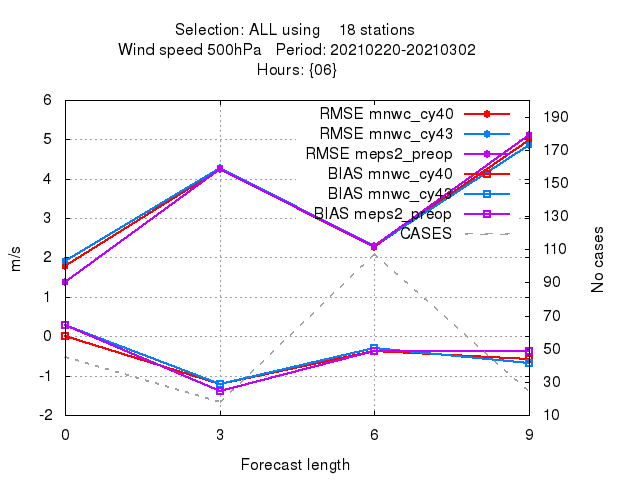 Selection: ALL using 18 stations
Wind speed 500hPa Period: 20210220-20210302
Hours: {06}
6
5
4
3
2
1
0
-1
-2
m/s
RMSE mnwc_cy40
RMSE mnwc_cy43
RMSE meps2_preop
BIAS mnwc_cy40
BIAS mnwc_cy43
BIAS meps2_preop
CASES
190
170
150
130
110
90
70
50
30
10
No cases
0 3 6 9
Forecast length